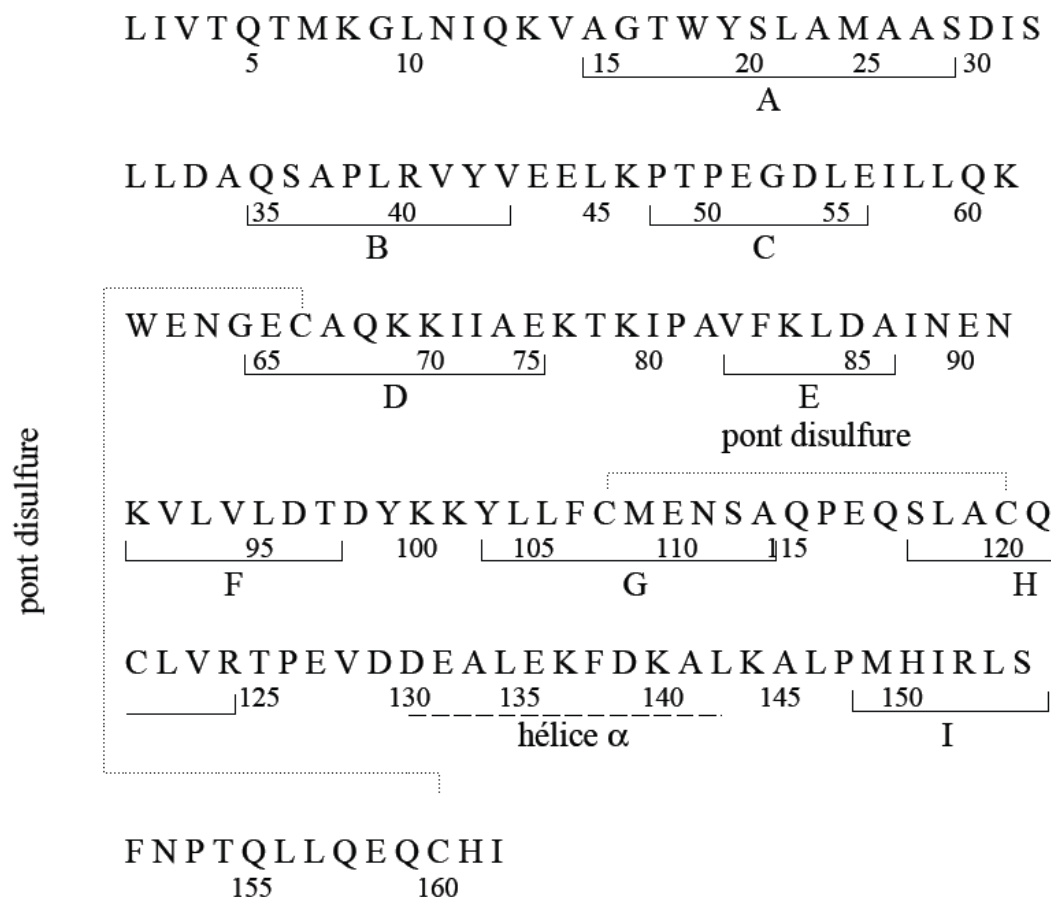 L I V T Q T M K G L N I Q K V A G T W Y S L A M A A S D I S
5 10 15 20 25 30
A
L L D A Q S A P L R V Y V E E L K P T P E G D L E I L L Q K
35 40 45 50 55 60
B C
W E N G E C A Q K K I I A E K T K I P A V F K L D A I N E N
65 70 75 80 85 90
D E
pont disulfure
pont disulfure
K V L V L D T D Y K K Y L L F C M E N S A Q P E Q S L A C Q
95 100 105 110 115 120
F G H
C L V R T P E V D D E A L E K F D K A L K A L P M H I R L S
125 130 135 140 145 150
hélice α I
F N P T Q L L Q E Q C H I
155 160